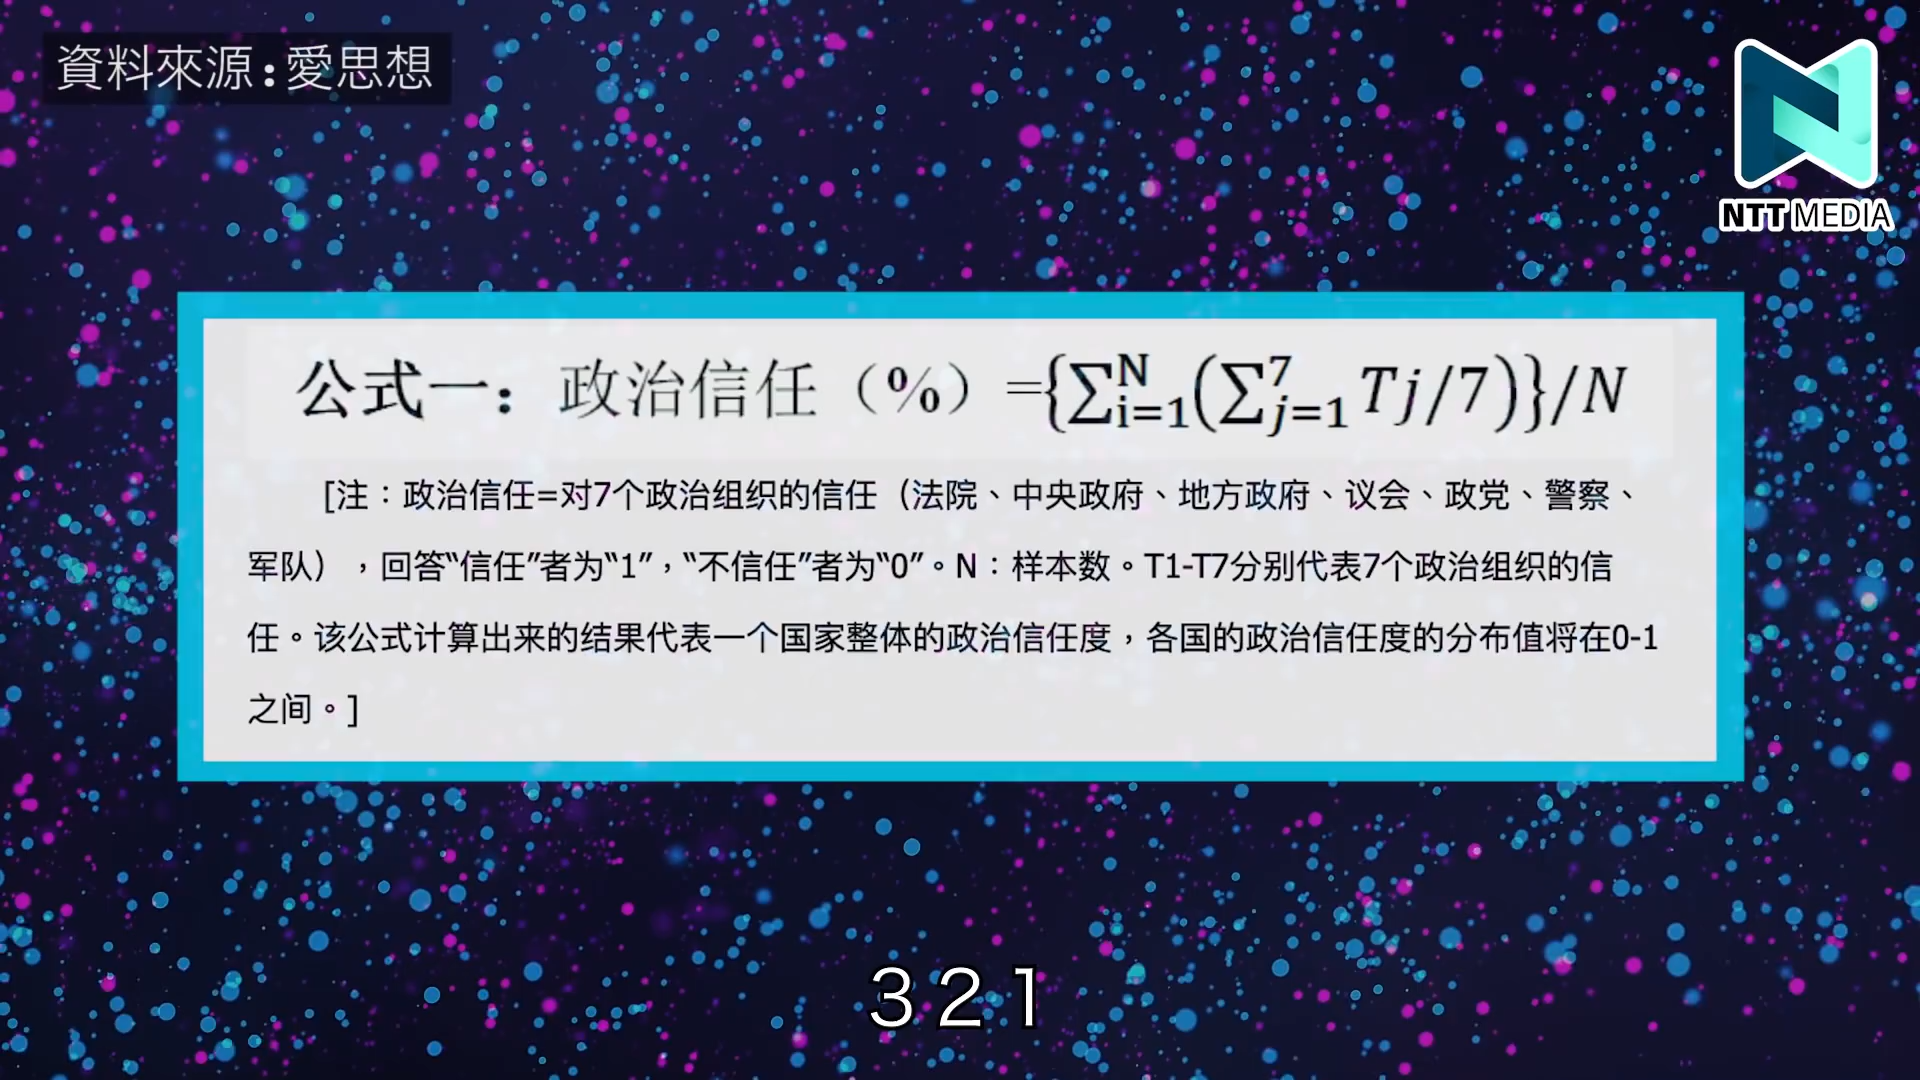 資料來源:愛思想
NTT MEDIA
公式一：政治信任（%）={∑_{i=1}^{N}(∑_{j=1}^{7} Tj/7)}/N
[注：政治信任=对7个政治组织的信任（法院、中央政府、地方政府、议会、政党、警察、
军队），回答“信任”者为“1”，“不信任”者为“0”。N：样本数。T1-T7分别代表7个政治组织的信
任。该公式计算出来的结果代表一个国家整体的政治信任度，各国的政治信任度的分布值将在0-1
之间。]
321